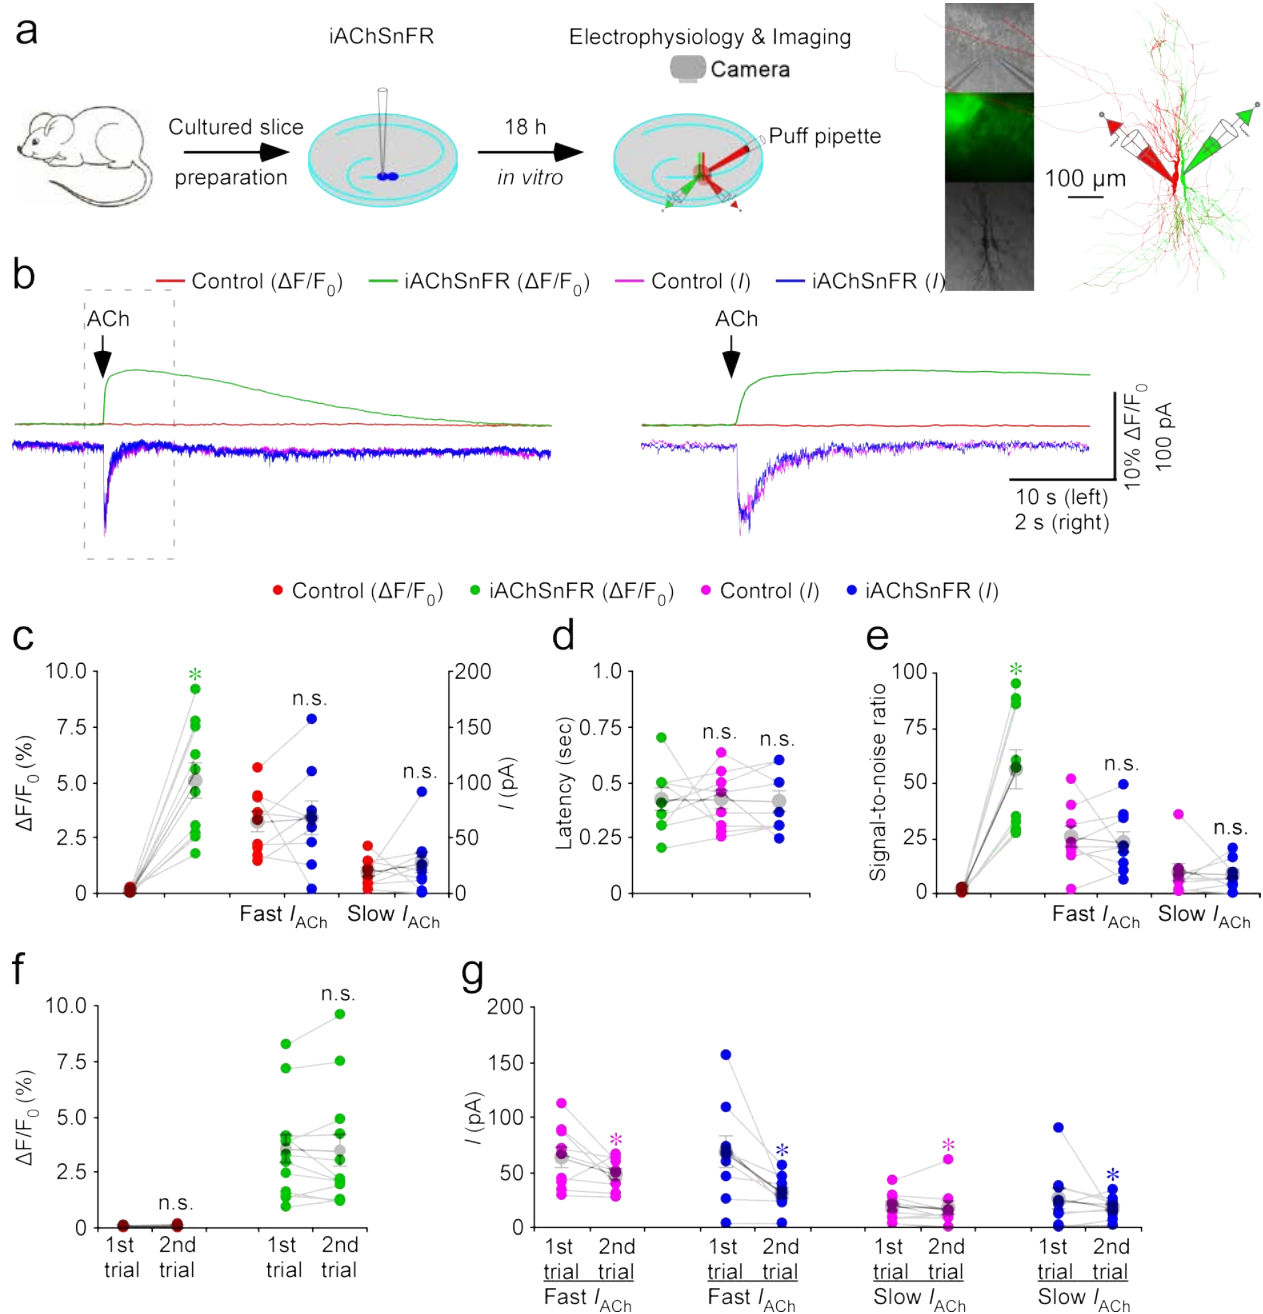 a
iAChSnFR
Electrophysiology & Imaging
Camera
Cultured slice
preparation
18 h
in vitro
Puff pipette
100 µm
b
Control (ΔF/F0)
iAChSnFR (ΔF/F0)
Control (I)
iAChSnFR (I)
ACh
ACh
10% ΔF/F0
100 pA
10 s (left)
2 s (right)
Control (ΔF/F0)
iAChSnFR (ΔF/F0)
Control (I)
iAChSnFR (I)
c
ΔF/F0 (%)
10.0
7.5
5.0
2.5
0
*
n.s.
n.s.
200
150
100
50
0
I (pA)
Fast IACh
Slow IACh
d
Latency (sec)
1.0
0.75
0.5
0.25
0
n.s.
n.s.
e
Signal-to-noise ratio
100
75
50
25
0
*
n.s.
n.s.
Fast IACh
Slow IACh
f
ΔF/F0 (%)
10.0
7.5
5.0
2.5
0
n.s.
n.s.
1st trial
2nd trial
1st trial
2nd trial
g
I (pA)
200
150
100
50
0
*
*
*
*
1st trial
2nd trial
Fast IACh
1st trial
2nd trial
Fast IACh
1st trial
2nd trial
Slow IACh
1st trial
2nd trial
Slow IACh